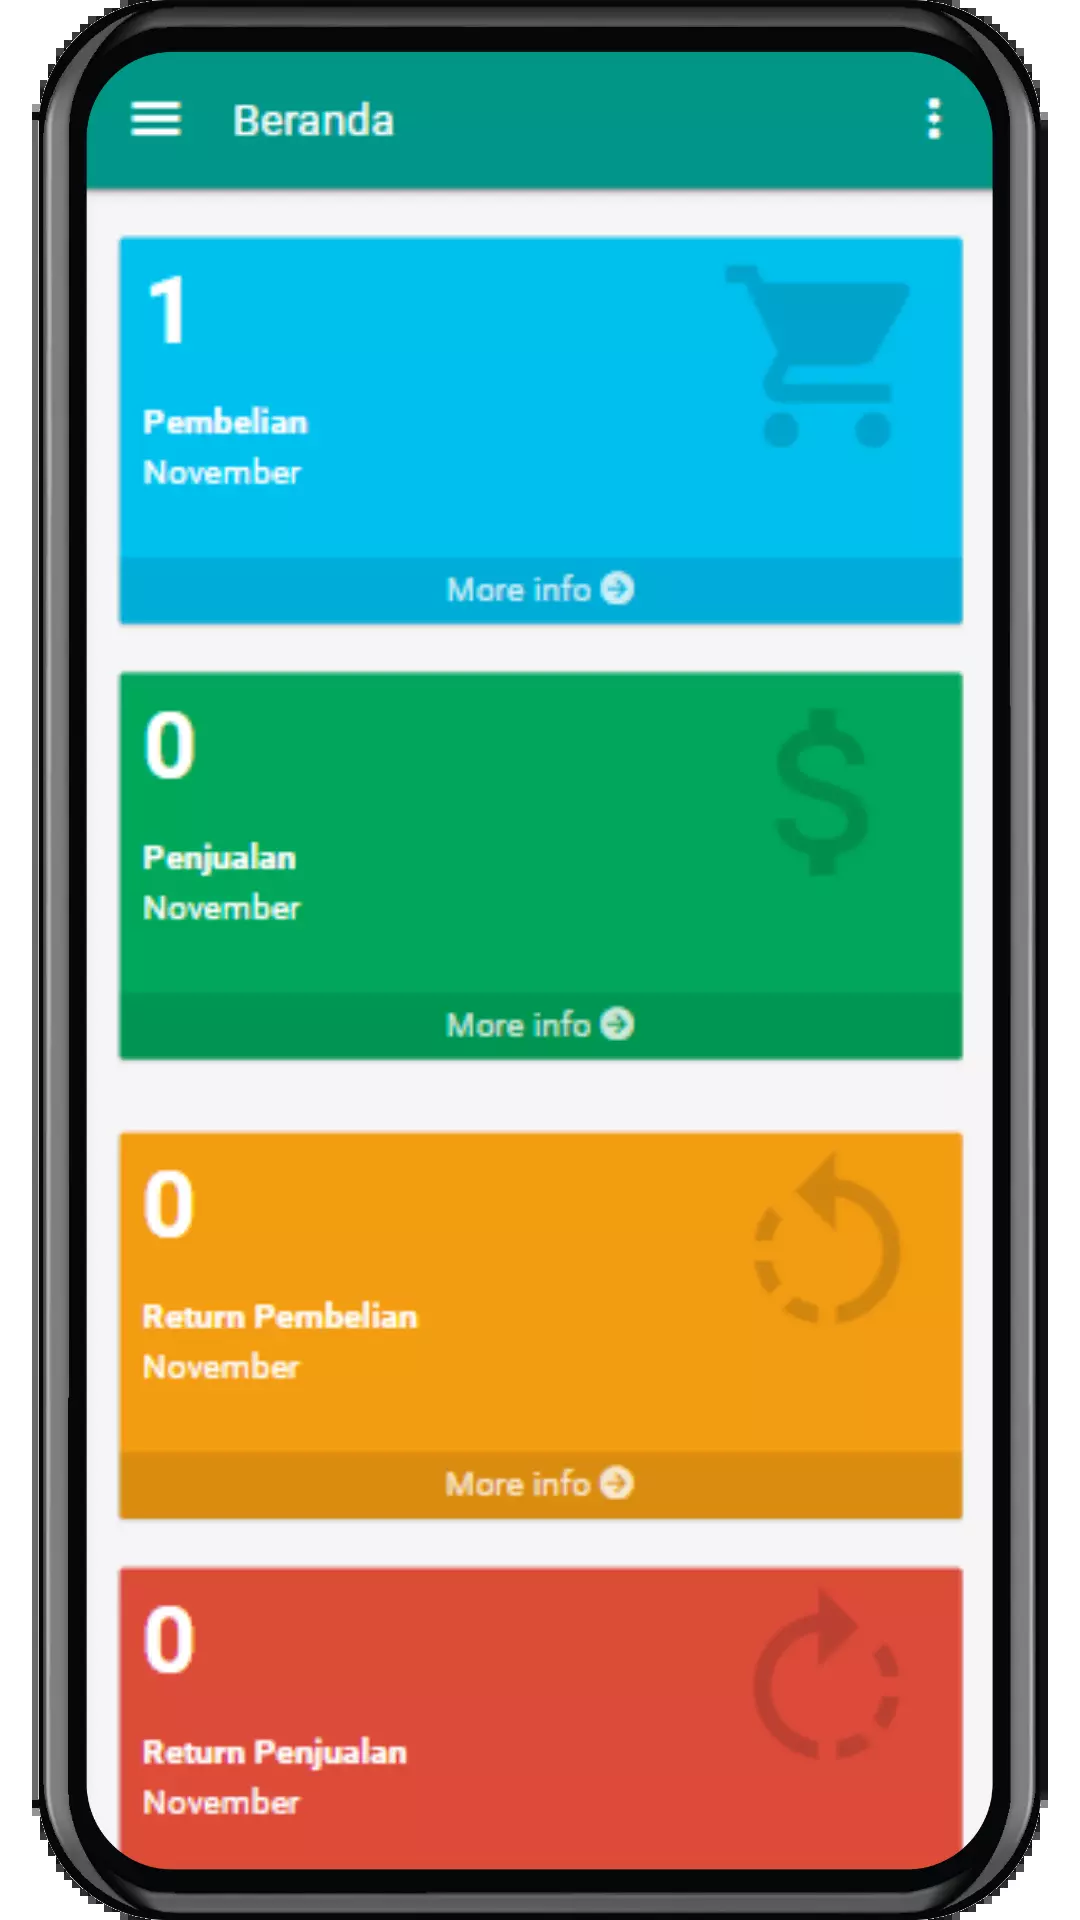 Beranda
1
Pembelian
November
More info
0
Penjualan
November
More info
0
Return Pembelian
November
More info
0
Return Penjualan
November